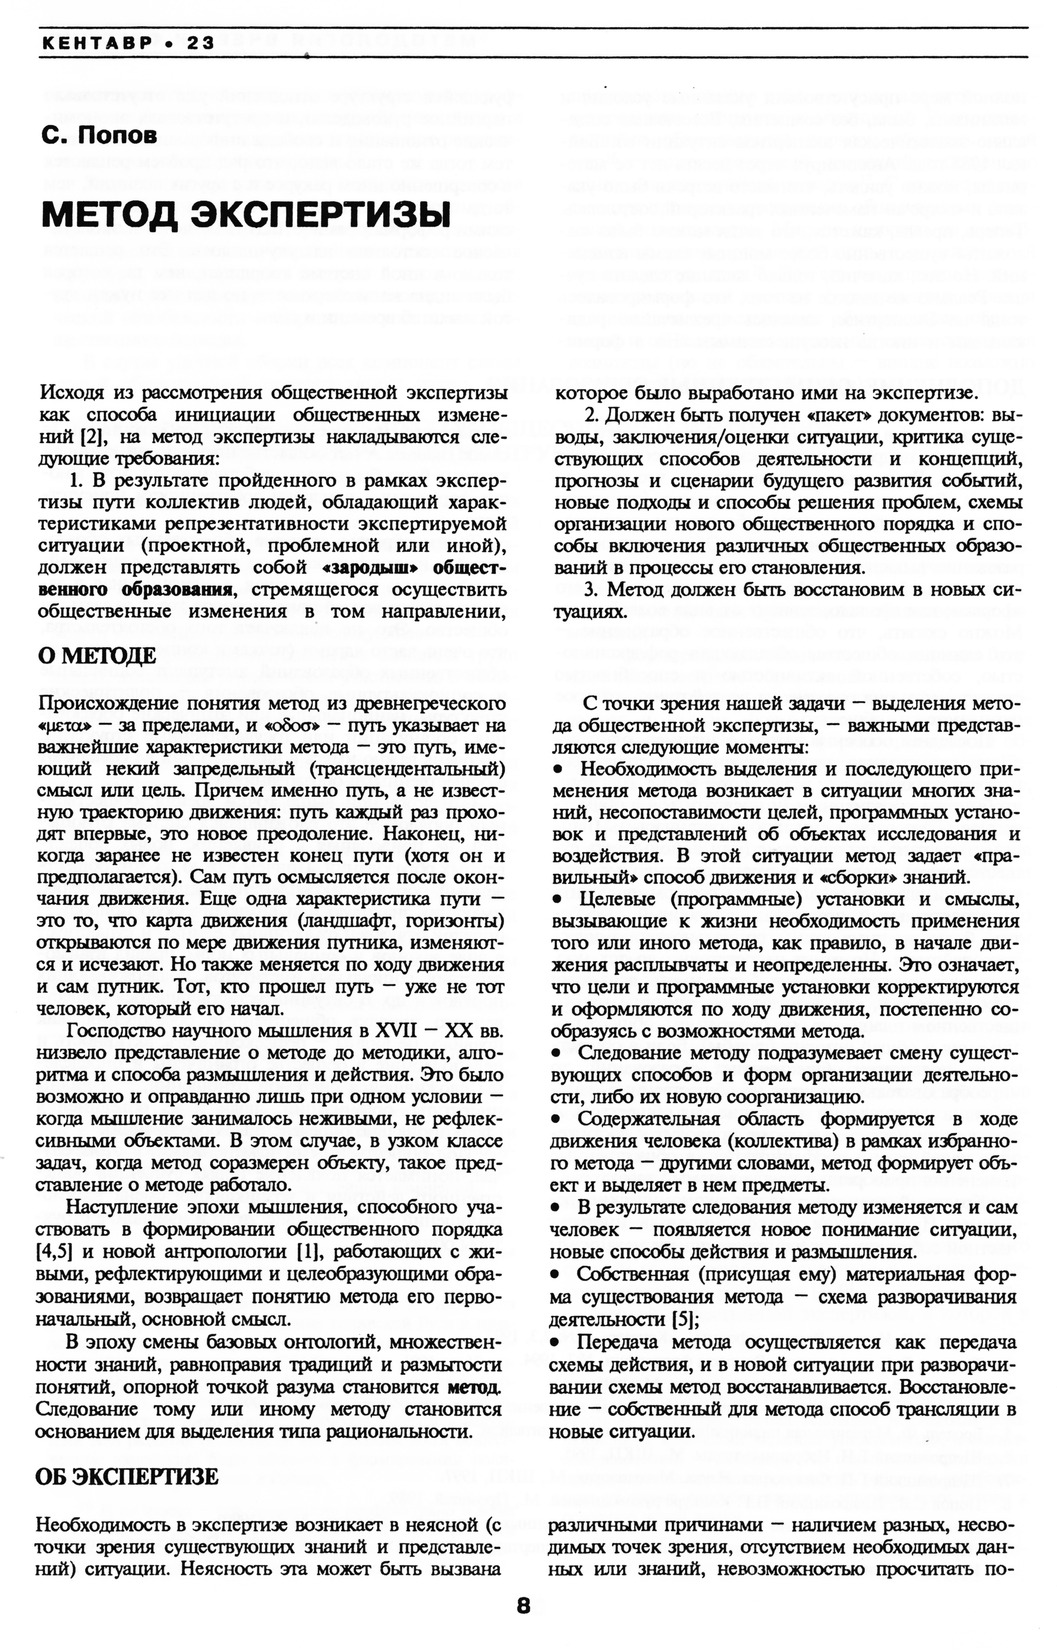 КЕНТАВР • 23
С. Попов
МЕТОД ЭКСПЕРТИЗЫ
Исходя из рассмотрения общественной экспертизы
как способа инициации общественных измене-
ний [2], на метод экспертизы накладываются сле-
дующие требования:
1. В результате пройденного в рамках экспер-
тизы пути коллектив людей, обладающий харак-
теристиками репрезентативности экспертируемой
ситуации (проектной, проблемной или иной),
должен представлять собой «зародыш» общест-
венного образования, стремящегося осуществить
общественные изменения в том направлении,
которое было выработано ими на экспертизе.
2. Должен быть получен «пакет» документов: вы-
воды, заключения/оценки ситуации, критика суще-
ствующих способов деятельности и концепций,
прогнозы и сценарии будущего развития событий,
новые подходы и способы решения проблем, схемы
организации нового общественного порядка и спо-
собы включения различных общественных образо-
ваний в процессы его становления.
3. Метод должен быть восстановим в новых си-
туациях.
О МЕТОДЕ
Происхождение понятия метод из древнегреческого
«μετα» — за пределами, и «οδοσ» — путь указывает на
важнейшие характеристики метода — это путь, име-
ющий некий запредельный (трансцендентальный)
смысл или цель. Причем именно путь, а не извест-
ную траекторию движения: путь каждый раз прохо-
дят впервые, это новое преодоление. Наконец, ни-
когда заранее не известен конец пути (хотя он и
предполагается). Сам путь осмысляется после окон-
чания движения. Еще одна характеристика пути —
это то, что карта движения (ландшафт, горизонты)
открываются по мере движения путника, изменяют-
ся и исчезают. Но также меняется по ходу движения
и сам путник. Тот, кто прошел путь — уже не тот
человек, который его начал.
Господство научного мышления в XVII — XX вв.
низвело представление о методе до методики, алго-
ритма и способа размышления и действия. Это было
возможно и оправданно лишь при одном условии —
когда мышление занималось неживыми, не рефлек-
сивными объектами. В этом случае, в узком классе
задач, когда метод соразмерен объекту, такое пред-
ставление о методе работало.
Наступление эпохи мышления, способного уча-
ствовать в формировании общественного порядка
[4,5] и новой антропологии [1], работающих с жи-
выми, рефлектирующими и целеобразующими обра-
зованиями, возвращает понятию метода его перво-
начальный, основной смысл.
В эпоху смены базовых онтологий, множествен-
ности знаний, равноправия традиций и размытости
понятий, опорной точкой разума становится метод.
Следование тому или иному методу становится
основанием для выделения типа рациональности.
С точки зрения нашей задачи — выделения мето-
да общественной экспертизы, — важными представ-
ляются следующие моменты:
• Необходимость выделения и последующего при-
менения метода возникает в ситуации многих зна-
ний, несопоставимости целей, программных устано-
вок и представлений об объектах исследования и
воздействия. В этой ситуации метод задает «пра-
вильный» способ движения и «сборки» знаний.
• Целевые (программные) установки и смыслы,
вызывающие к жизни необходимость применения
того или иного метода, как правило, в начале дви-
жения расплывчаты и неопределенны. Это означает,
что цели и программные установки корректируются
и оформляются по ходу движения, постепенно со-
образуясь с возможностями метода.
• Следование методу подразумевает смену сущест-
вующих способов и форм организации деятельно-
сти, либо их новую соорганизацию.
• Содержательная область формируется в ходе
движения человека (коллектива) в рамках избранно-
го метода — другими словами, метод формирует объ-
ект и выделяет в нем предметы.
• В результате следования методу изменяется и сам
человек — появляется новое понимание ситуации,
новые способы действия и размышления.
• Собственная (присущая ему) материальная фор-
ма существования метода — схема разворачивания
деятельности [5];
• Передача метода осуществляется как передача
схемы действия, и в новой ситуации при разворачи-
вании схемы метод восстанавливается. Восстановле-
ние — собственный для метода способ трансляции в
новые ситуации.
ОБ ЭКСПЕРТИЗЕ
Необходимость в экспертизе возникает в неясной (с
точки зрения существующих знаний и представле-
ний) ситуации. Неясность эта может быть вызвана
различными причинами — наличием разных, несво-
димых точек зрения, отсутствием необходимых дан-
ных или знаний, невозможностью просчитать по-
8